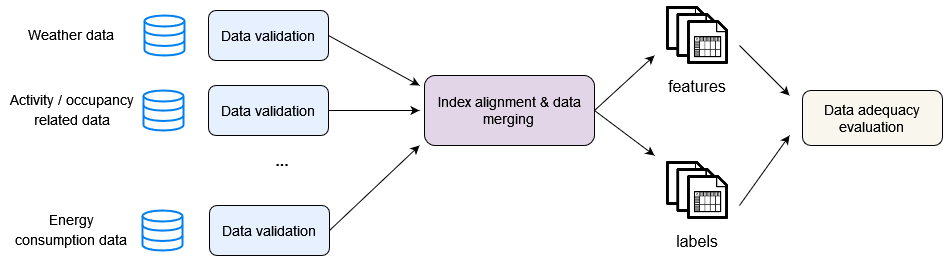 Weather data
Data validation
Activity / occupancy
related data
Data validation
Index alignment & data
merging
features
Data adequacy
evaluation
...
Energy
consumption data
Data validation
labels